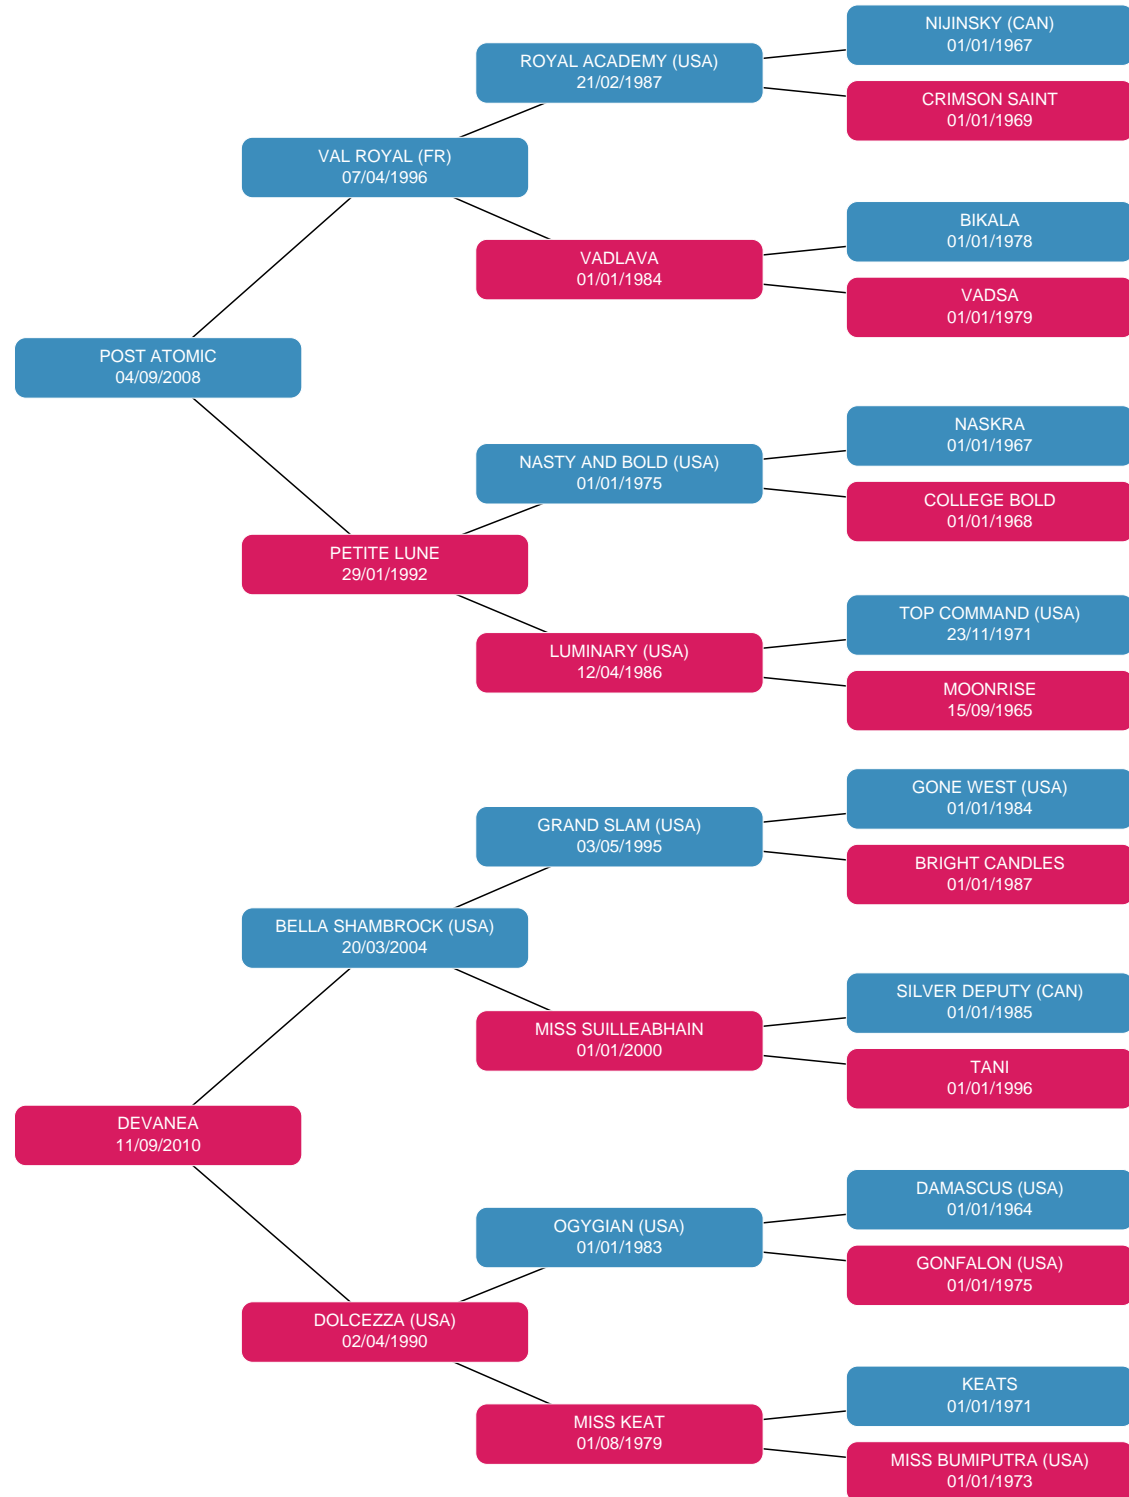 NIJINSKY (CAN)
01/01/1967
ROYAL ACADEMY (USA)
21/02/1987
CRIMSON SAINT
01/01/1969
VAL ROYAL (FR)
07/04/1996
BIKALA
01/01/1978
VADLAVA
01/01/1984
VADSA
01/01/1979
POST ATOMIC
04/09/2008
NASKRA
01/01/1967
NASTY AND BOLD (USA)
01/01/1975
COLLEGE BOLD
01/01/1968
PETITE LUNE
29/01/1992
TOP COMMAND (USA)
23/11/1971
LUMINARY (USA)
12/04/1986
MOONRISE
15/09/1965
GONE WEST (USA)
01/01/1984
GRAND SLAM (USA)
03/05/1995
BRIGHT CANDLES
01/01/1987
BELLA SHAMBROCK (USA)
20/03/2004
SILVER DEPUTY (CAN)
01/01/1985
MISS SUILLEABHAIN
01/01/2000
TANI
01/01/1996
DEVANEA
11/09/2010
DAMASCUS (USA)
01/01/1964
OGYGIAN (USA)
01/01/1983
GONFALON (USA)
01/01/1975
DOLCEZZA (USA)
02/04/1990
KEATS
01/01/1971
MISS KEAT
01/08/1979
MISS BUMIPUTRA (USA)
01/01/1973